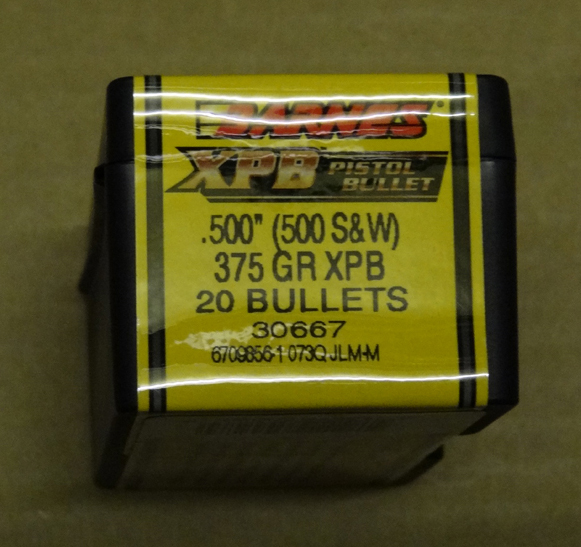 BARNES
XPB PISTOL BULLET
.500" (500 S&W)
375 GR XPB
20 BULLETS
30667
6709856-1 073Q JLM-M